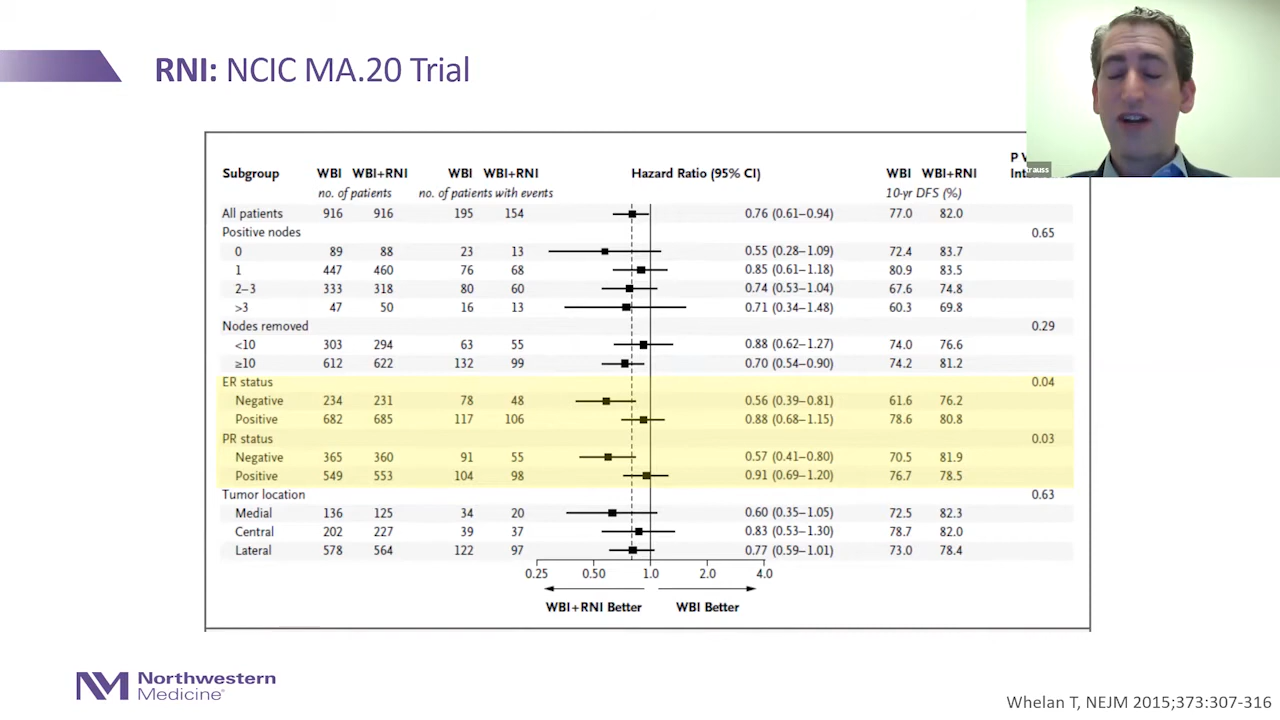 RNI: NCIC MA.20 Trial
trauss
P V
Subgroup WBI WBI+RNI WBI WBI+RNI Hazard Ratio (95% CI) WBI WBI+RNI Int
no. of patients no. of patients with events 10-yr DFS (%)
All patients 916 916 195 154 0.76 (0.61–0.94) 77.0 82.0
Positive nodes 0.65
0 89 88 23 13 0.55 (0.28–1.09) 72.4 83.7
1 447 460 76 68 0.85 (0.61–1.18) 80.9 83.5
2–3 333 318 80 60 0.74 (0.53–1.04) 67.6 74.8
>3 47 50 16 13 0.71 (0.34–1.48) 60.3 69.8
Nodes removed 0.29
<10 303 294 63 55 0.88 (0.62–1.27) 74.0 76.6
≥10 612 622 132 99 0.70 (0.54–0.90) 74.2 81.2
ER status 0.04
Negative 234 231 78 48 0.56 (0.39–0.81) 61.6 76.2
Positive 682 685 117 106 0.88 (0.68–1.15) 78.6 80.8
PR status 0.03
Negative 365 360 91 55 0.57 (0.41–0.80) 70.5 81.9
Positive 549 553 104 98 0.91 (0.69–1.20) 76.7 78.5
Tumor location 0.63
Medial 136 125 34 20 0.60 (0.35–1.05) 72.5 82.3
Central 202 227 39 37 0.83 (0.53–1.30) 78.7 82.0
Lateral 578 564 122 97 0.77 (0.59–1.01) 73.0 78.4
0.25 0.50 1.0 2.0 4.0
WBI+RNI Better WBI Better
Northwestern
Medicine®
Whelan T, NEJM 2015;373:307-316